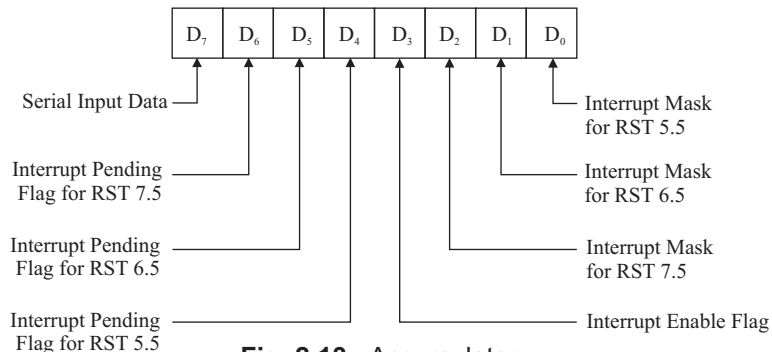 D₇ D₆ D₅ D₄ D₃ D₂ D₁ D₀
Serial Input Data
Interrupt Pending
Flag for RST 7.5
Interrupt Pending
Flag for RST 6.5
Interrupt Pending
Flag for RST 5.5
Interrupt Mask
for RST 5.5
Interrupt Mask
for RST 6.5
Interrupt Mask
for RST 7.5
Interrupt Enable Flag